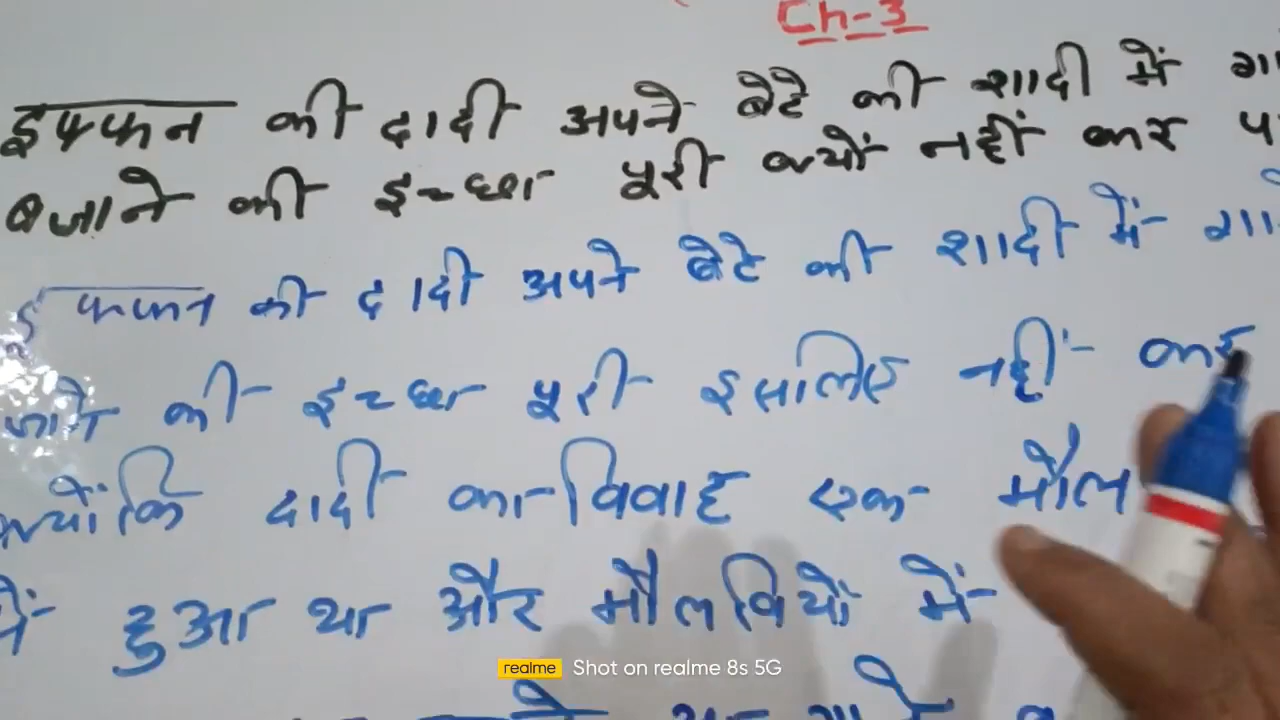 Ch-3
इफ्फन की दादी अपने बेटे की शादी में
बजाने की इच्छा पूरी क्यों नहीं कर
इफ्फन की दादी अपने बेटे की शादी में
की इच्छा पूरी इसलिए नहीं कर
क्योंकि दादी का विवाह एक
में हुआ था और मौलवियों में
realme Shot on realme 8s 5G